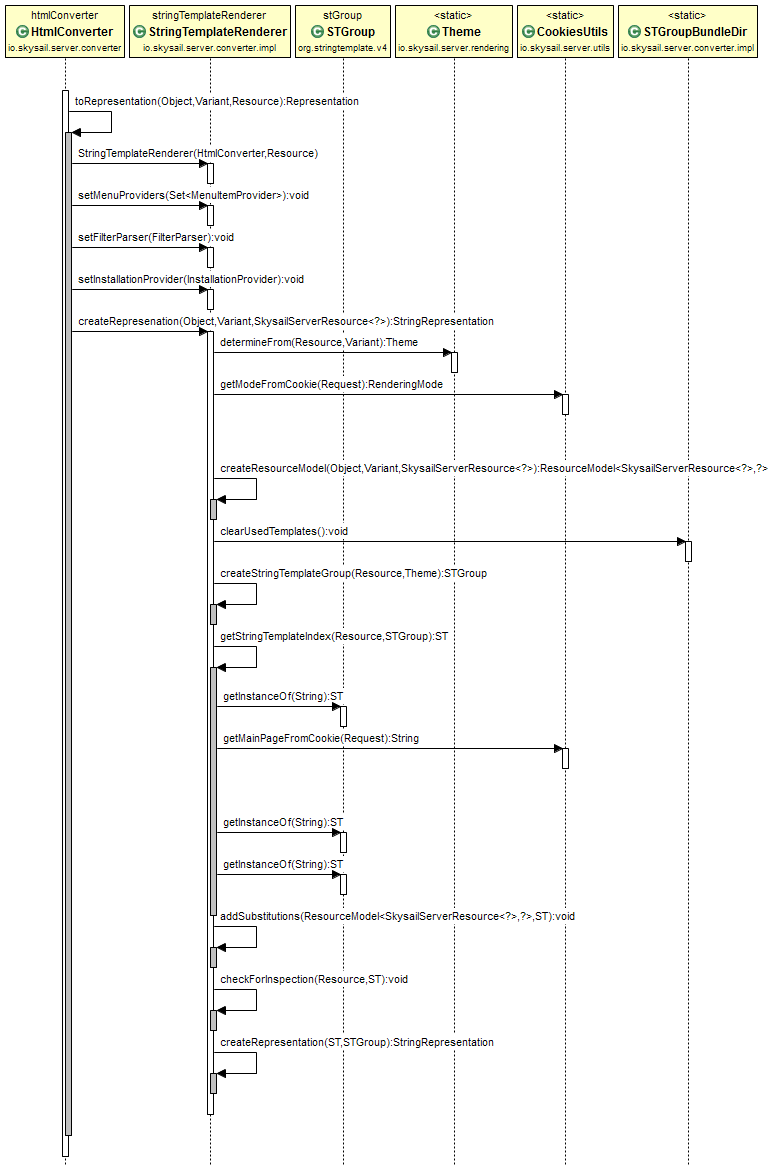 htmlConverter
HtmlConverter
io.skysail.server.converter
stringTemplateRenderer
StringTemplateRenderer
io.skysail.server.converter.impl
stGroup
STGroup
org.stringtemplate.v4
<static>
Theme
io.skysail.server.rendering
<static>
CookiesUtils
io.skysail.server.utils
<static>
STGroupBundleDir
io.skysail.server.converter.impl
toRepresentation(Object,Variant,Resource):Representation
StringTemplateRenderer(HtmlConverter,Resource)
setMenuProviders(Set<MenuItemProvider>):void
setFilterParser(FilterParser):void
setInstallationProvider(InstallationProvider):void
createRepresenation(Object,Variant,SkysailServerResource<?>):StringRepresentation
determineFrom(Resource,Variant):Theme
getModeFromCookie(Request):RenderingMode
createResourceModel(Object,Variant,SkysailServerResource<?>):ResourceModel<SkysailServerResource<?>,?>
clearUsedTemplates():void
createStringTemplateGroup(Resource,Theme):STGroup
getStringTemplateIndex(Resource,STGroup):ST
getInstanceOf(String):ST
getMainPageFromCookie(Request):String
getInstanceOf(String):ST
getInstanceOf(String):ST
addSubstitutions(ResourceModel<SkysailServerResource<?>,?>,ST):void
checkForInspection(Resource,ST):void
createRepresentation(ST,STGroup):StringRepresentation